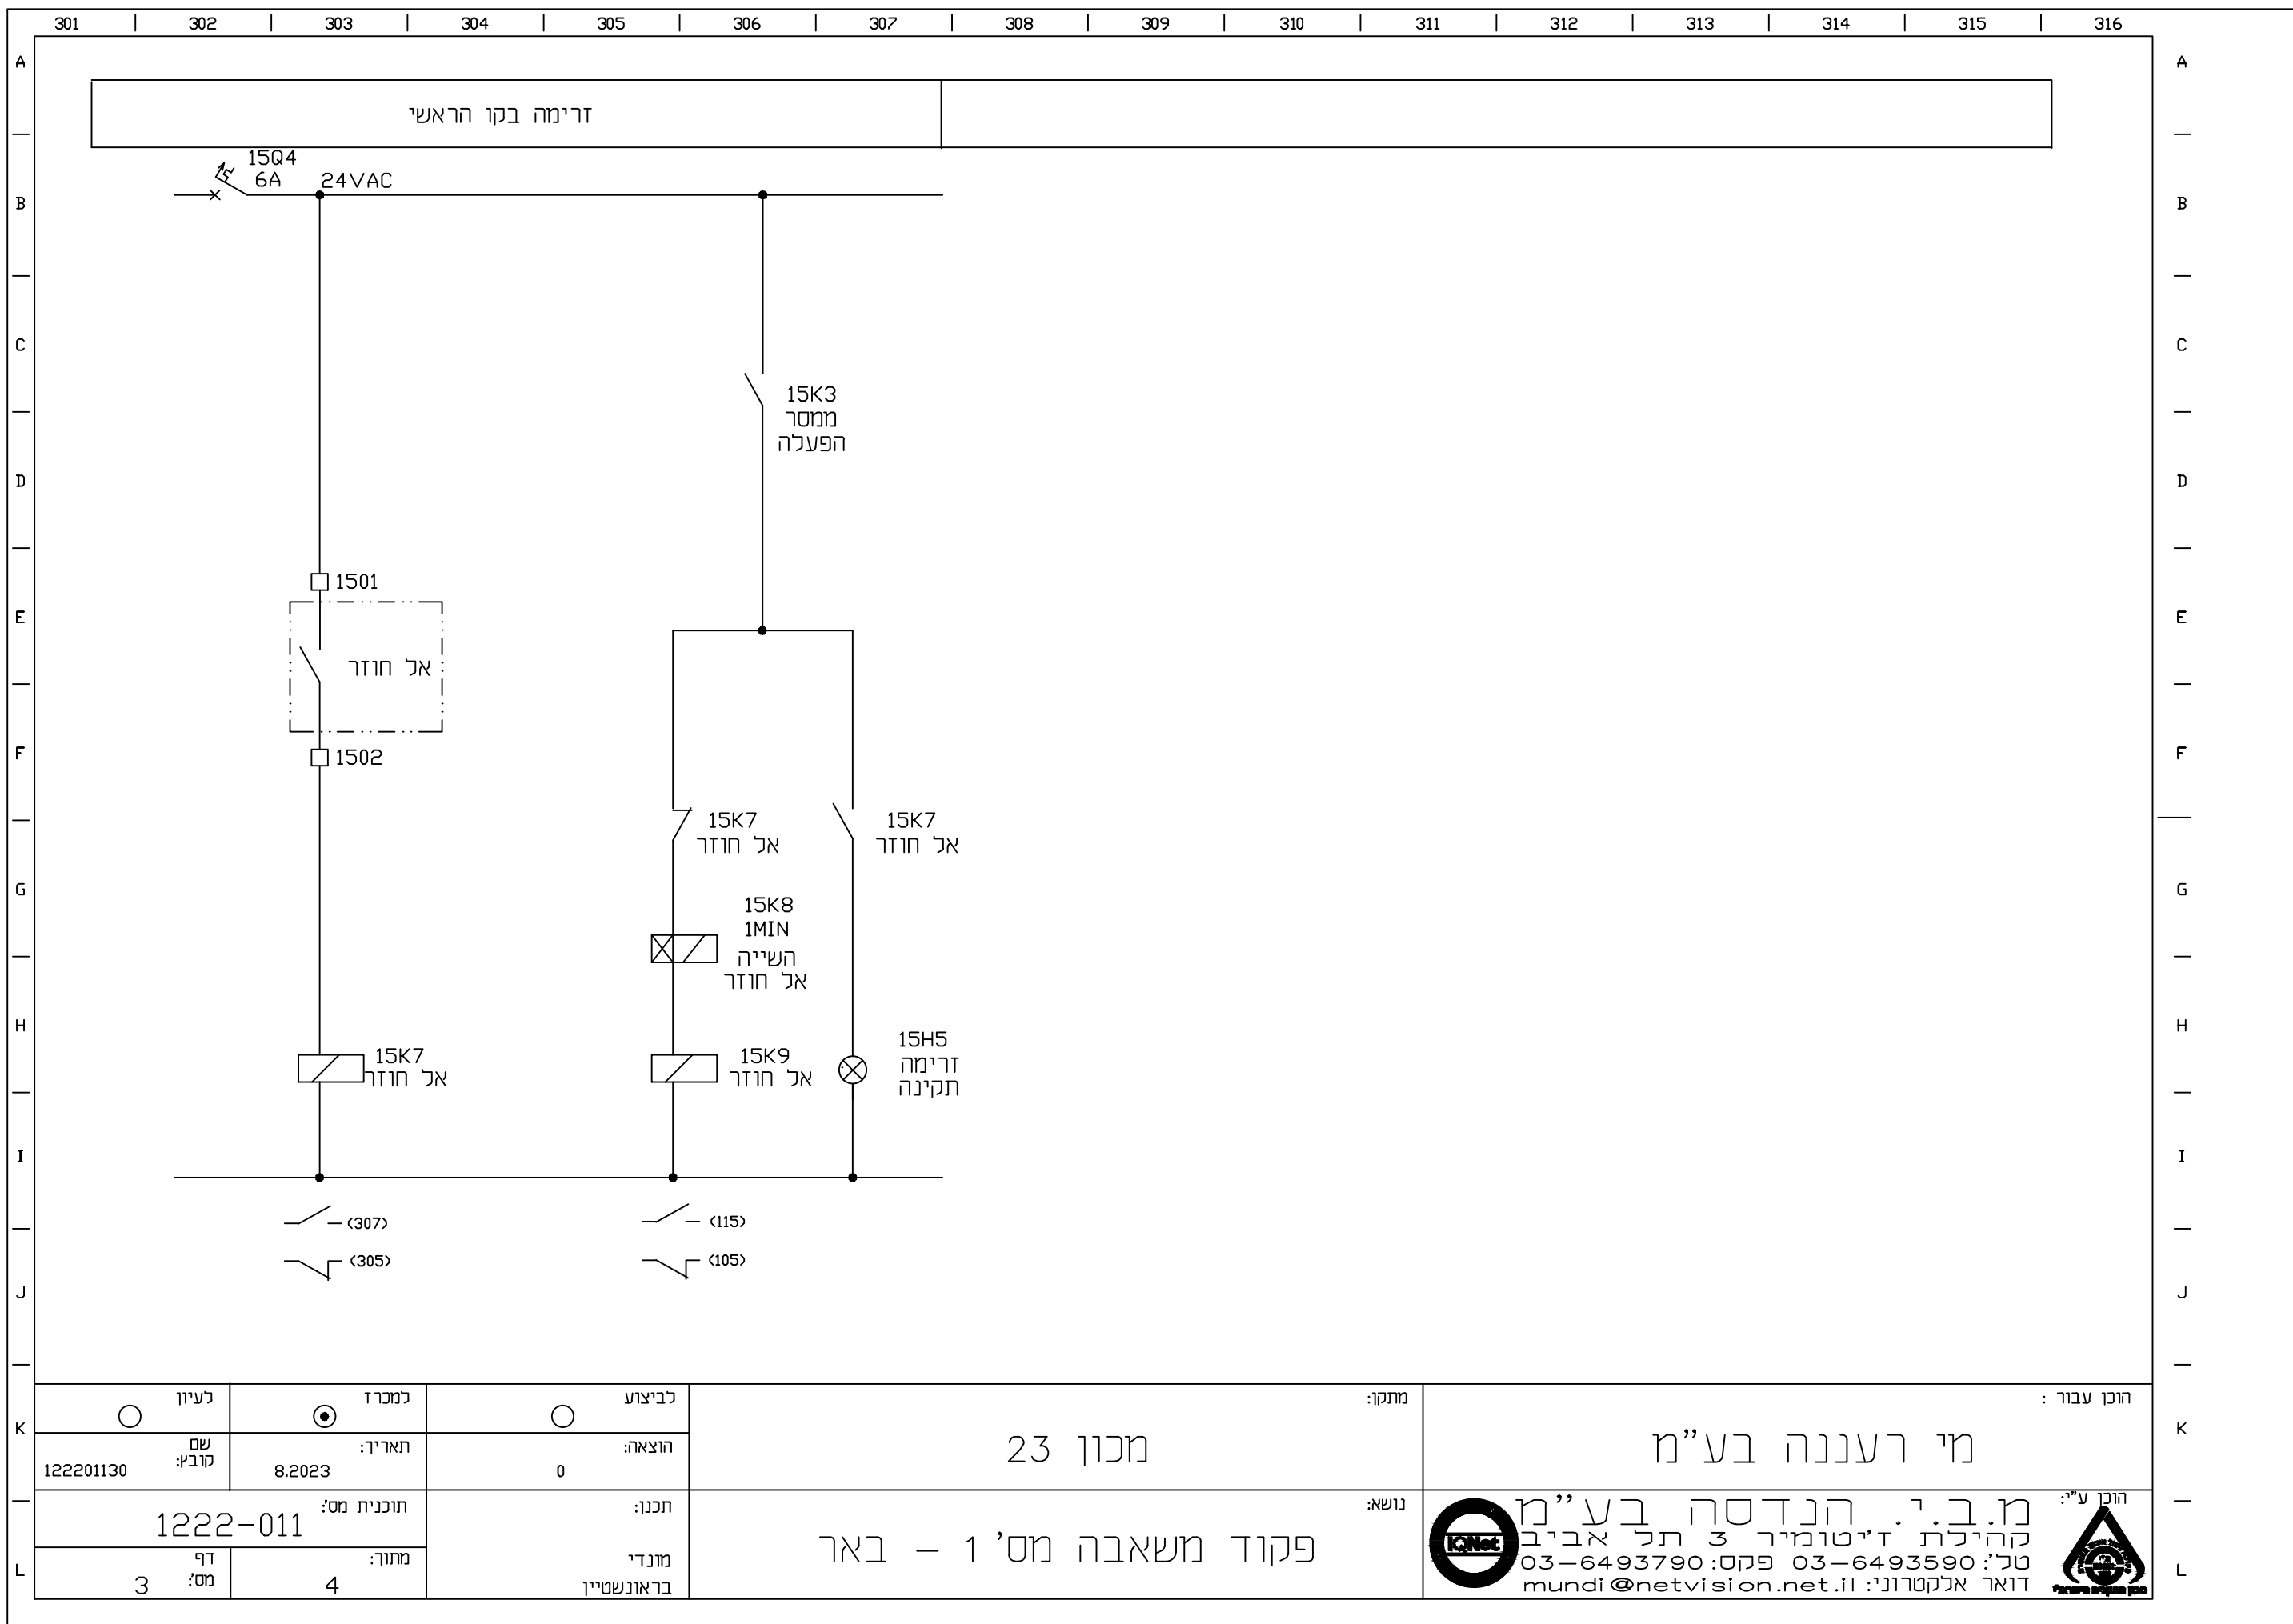 301 302 303 304 305 306 307 308 309 310 311 312 313 314 315 316
A A
זרימה בקו הראשי
15Q4
6A 24VAC
B B
C C
15K3
ממסר
הפעלה
D D
1501
E E
אל חוזר
1502
F F
15K7 15K7
אל חוזר אל חוזר
G G
15K8
1MIN
השייה
אל חוזר
H H
15K7
אל חוזר
15K9
אל חוזר
15H5
זרימה
תקינה
I I
(307) (115)
(305) (105)
J J
K K
הוכן עבור :
מי רעננה בע"מ
מתקן:
מכון 23
לביצוע
למכרז
לעיון
הוצאה:
0
תאריך:
8.2023
שם
קובץ:
122201130
הוכן ע"י:
מ.ב.י. הנדסה בע"מ
קהילת ז'יטומיר 3 תל אביב
טל': 03-6493590 פקס: 03-6493790
דואר אלקטרוני: mundi@netvision.net.il
IQNet
נושא:
פקוד משאבה מס' 1 - באר
תכנן:
מונדי
בראונשטיין
תוכנית מס':
1222-011
מתוך:
4
דף
מס':
3
L L